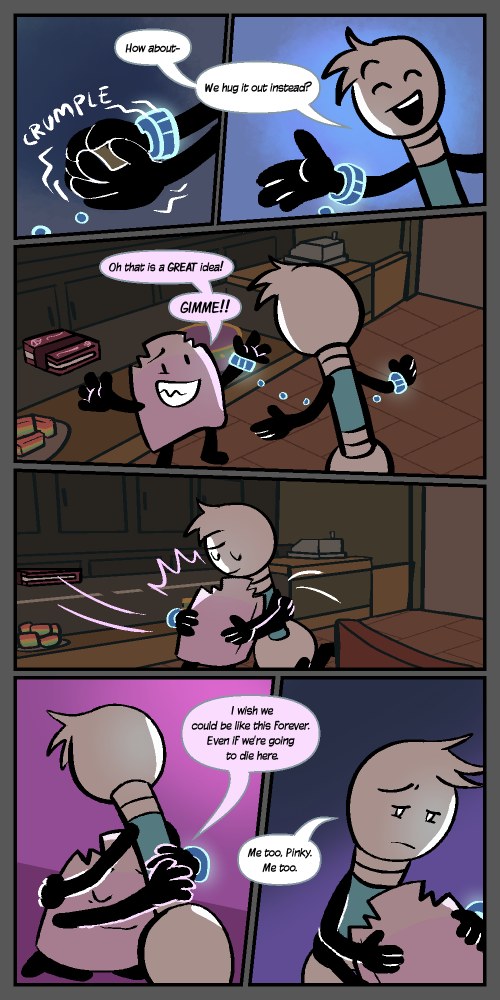 How about-
We hug it out instead?
CRUMPLE
Oh that is a GREAT idea!
GIMME!!
I wish we
could be like this Forever.
Even if we're going
to die here.
Me too, Pinky.
Me too.